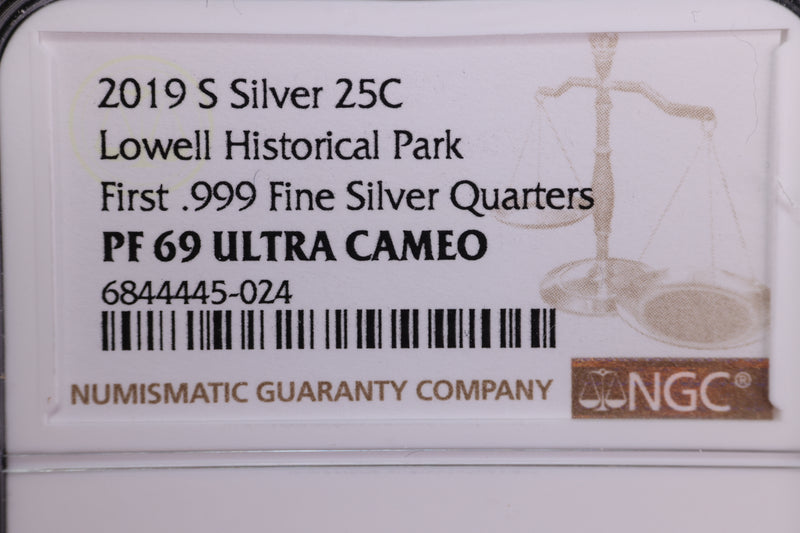 2019 S Silver 25C
Lowell Historical Park
First .999 Fine Silver Quarters
PF 69 ULTRA CAMEO
6844445-024
NUMISMATIC GUARANTY COMPANY
NGC®